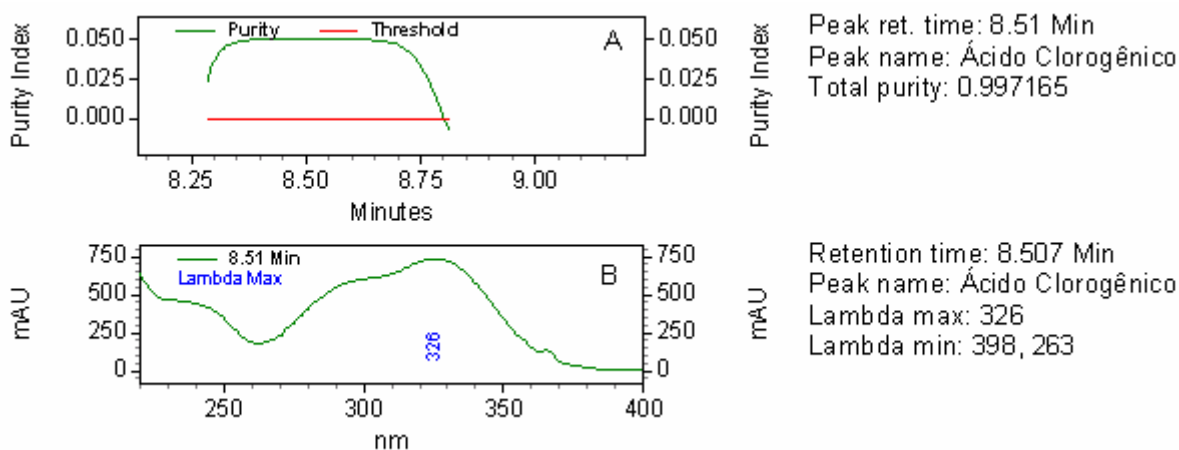 Purity Threshold A
0.050 0.050
0.025 0.025
0.000 0.000
Purity Index Purity Index
8.25 8.50 8.75 9.00
Minutes
Peak ret. time: 8.51 Min
Peak name: Ácido Clorogênico
Total purity: 0.997165
8.51 Min B
Lambda Max
750 750
500 500
250 250
0 0
mAU mAU
326
250 300 350 400
nm
Retention time: 8.507 Min
Peak name: Ácido Clorogênico
Lambda max: 326
Lambda min: 398, 263